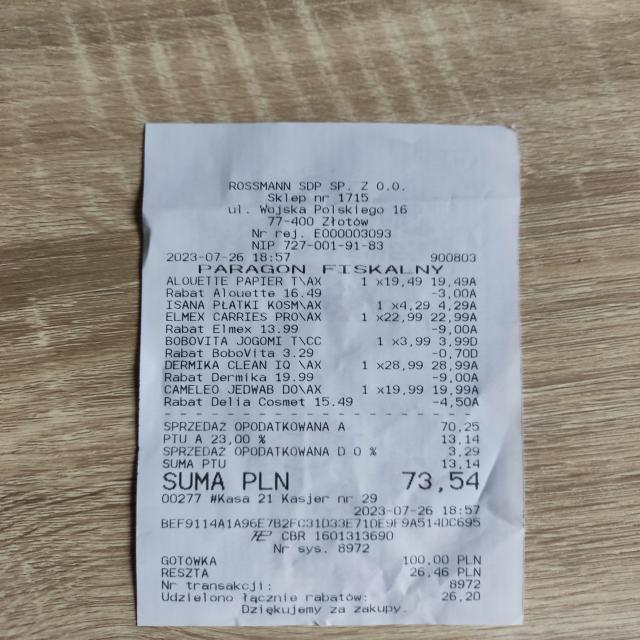 ROSSMANN SDP SP. Z O.O.
Sklep nr 1715
ul. Wojska Polskiego 16
77-400 Złotów
Nr rej. E000003093
NIP 727-001-91-83
2023-07-26 18:57 900803
PARAGON FISKALNY
ALOUETTE PAPIER T\AX 1 x19,49 19,49A
Rabat Alouette 16.49 -3,00A
ISANA PŁATKI KOSM\AX 1 x4,29 4,29A
ELMEX CARRIES PRO\AX 1 x22,99 22,99A
Rabat Elmex 13.99 -9,00A
BOBOVITA JOGOMI T\CC 1 x3,99 3,99D
Rabat BoboVita 3.29 -0,70D
DERMIKA CLEAN IQ \AX 1 x28,99 28,99A
Rabat Dermika 19.99 -9,00A
CAMELEO JEDWAB DO\AX 1 x19,99 19,99A
Rabat Delia Cosmet 15.49 -4,50A
SPRZEDAŻ OPODATKOWANA A 70,25
PTU A 23,00 % 13,14
SPRZEDAŻ OPODATKOWANA D 0 % 3,29
SUMA PTU 13,14
SUMA PLN 73,54
00277 #Kasa 21 Kasjer nr 29
2023-07-26 18:57
BEF9114A1A96E7B2FC31D33E71DE9F9A514DC695
CBR 1601313690
Nr sys. 8972
GOTÓWKA 100,00 PLN
RESZTA 26,46 PLN
Nr transakcji: 8972
Udzielono łącznie rabatów: 26,20
Dziękujemy za zakupy.